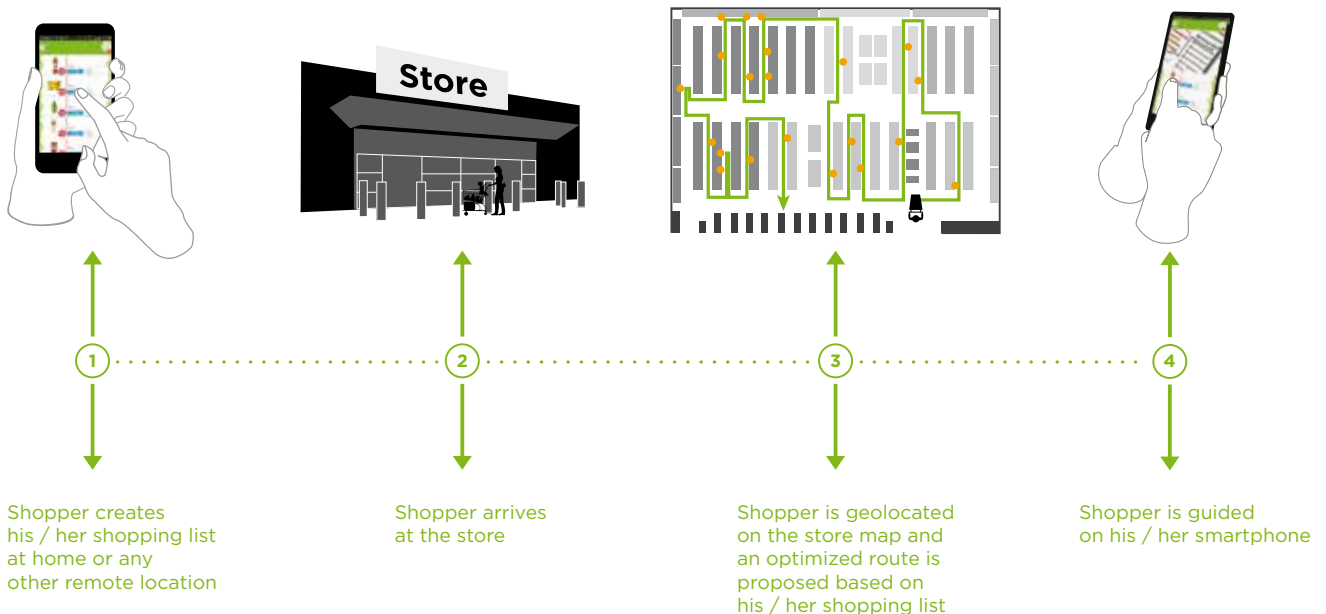 Store
1
2
3
4
Shopper creates
his / her shopping list
at home or any
other remote location
Shopper arrives
at the store
Shopper is geolocated
on the store map and
an optimized route is
proposed based on
his / her shopping list
Shopper is guided
on his / her smartphone